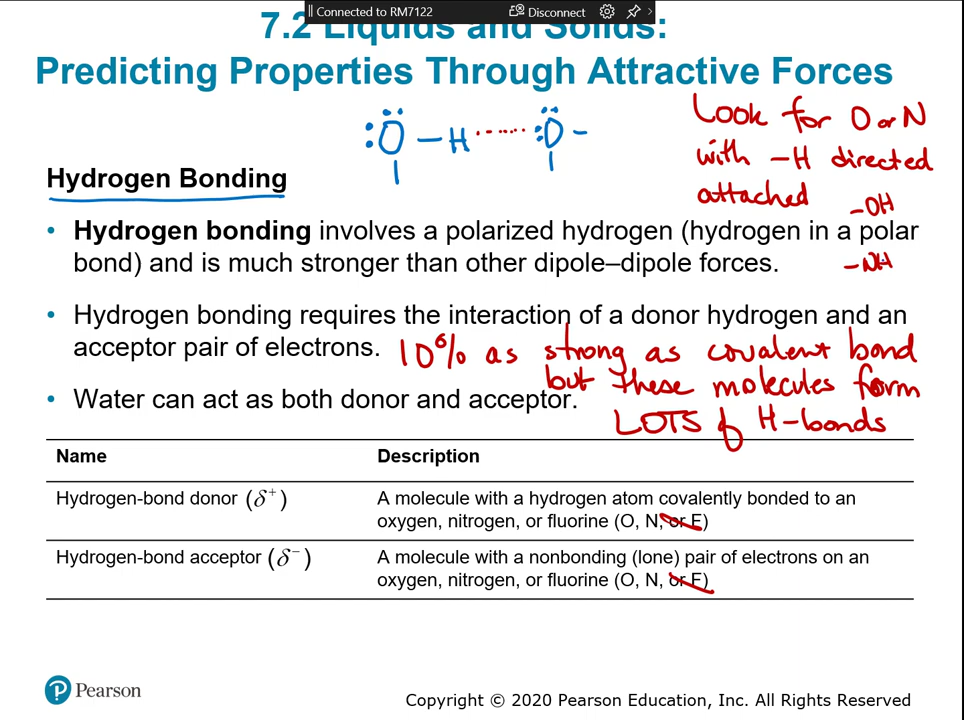 Connected to RM7122
Disconnect
7.2 Liquids and Solids:
Predicting Properties Through Attractive Forces
:Ö – H ...... :Ö –
Look for O or N
with –H directed
attached
–OH
–NH
Hydrogen Bonding
• Hydrogen bonding involves a polarized hydrogen (hydrogen in a polar
bond) and is much stronger than other dipole–dipole forces.
• Hydrogen bonding requires the interaction of a donor hydrogen and an
acceptor pair of electrons.
10% as strong as covalent bond
but these molecules form
LOTS of H-bonds
• Water can act as both donor and acceptor.
Name Description
Hydrogen-bond donor (δ⁺) A molecule with a hydrogen atom covalently bonded to an
oxygen, nitrogen, or fluorine (O, N, or F)
Hydrogen-bond acceptor (δ⁻) A molecule with a nonbonding (lone) pair of electrons on an
oxygen, nitrogen, or fluorine (O, N, or F)
P Pearson
Copyright © 2020 Pearson Education, Inc. All Rights Reserved